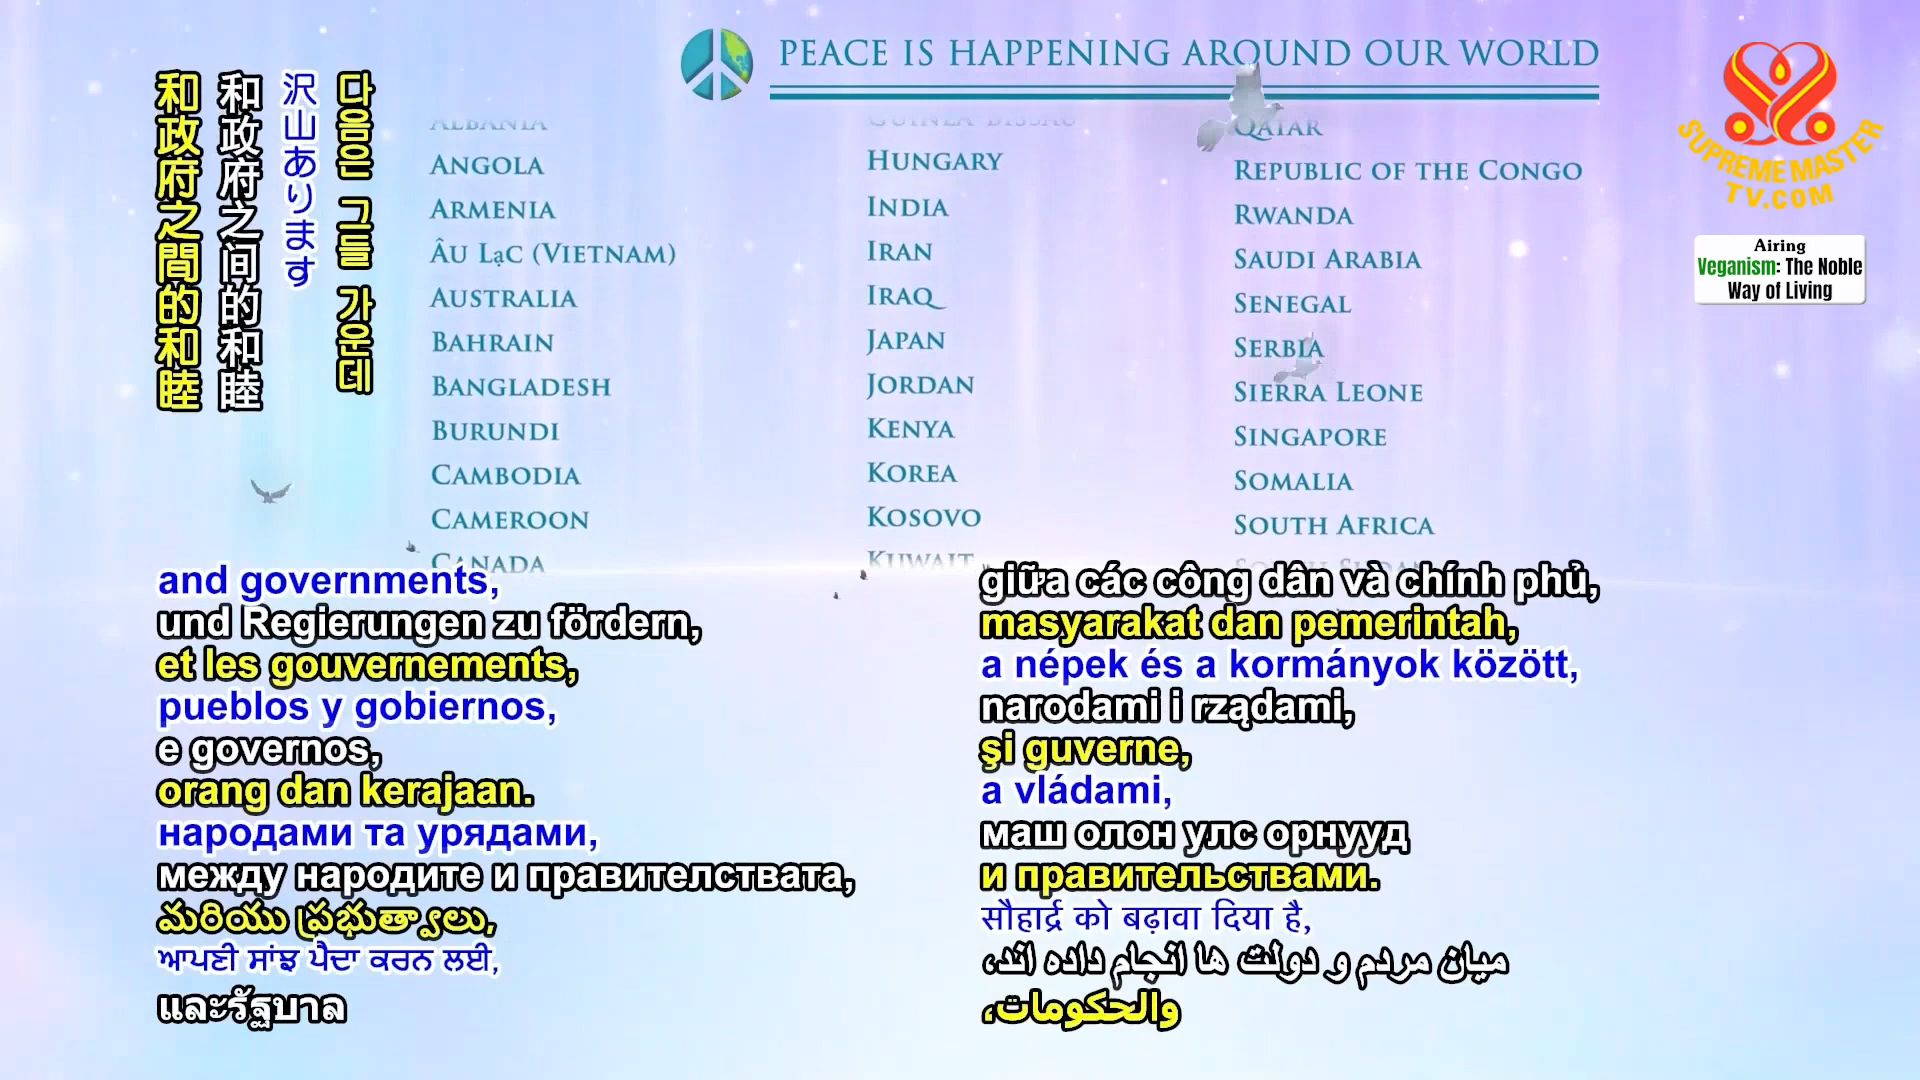 PEACE IS HAPPENING AROUND OUR WORLD
SUPREME MASTER
TV.COM
Airing
Veganism: The Noble
Way of Living
和政府之間的和睦
和政府之间的和睦
沢山あります
다음은 그들 가운데
ALBANIA
ANGOLA
ARMENIA
ÂU LẠC (VIETNAM)
AUSTRALIA
BAHRAIN
BANGLADESH
BURUNDI
CAMBODIA
CAMEROON
CANADA
GUINEA BISSAU
HUNGARY
INDIA
IRAN
IRAQ
JAPAN
JORDAN
KENYA
KOREA
KOSOVO
KUWAIT
QATAR
REPUBLIC OF THE CONGO
RWANDA
SAUDI ARABIA
SENEGAL
SERBIA
SIERRA LEONE
SINGAPORE
SOMALIA
SOUTH AFRICA
SOUTH SUDAN
and governments,
und Regierungen zu fördern,
et les gouvernements,
pueblos y gobiernos,
e governos,
orang dan kerajaan.
народами та урядами,
между народите и правителствата,
మరియు ప్రభుత్వాలు,
ਆਪਣੀ ਸਾਂਝ ਪੈਦਾ ਕਰਨ ਲਈ,
และรัฐบาล
giữa các công dân và chính phủ,
masyarakat dan pemerintah,
a népek és a kormányok között,
narodami i rządami,
şi guverne,
a vládami,
маш олон улс орнууд
и правительствами.
सौहार्द्र को बढ़ावा दिया है,
میان مردم و دولت ها انجام داده اند،
والحكومات،